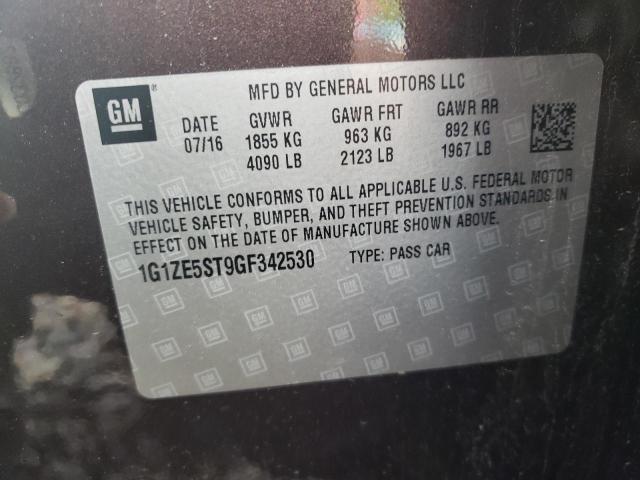 GM
MFD BY GENERAL MOTORS LLC
DATE GVWR GAWR FRT GAWR RR
07/16 1855 KG 963 KG 892 KG
4090 LB 2123 LB 1967 LB
THIS VEHICLE CONFORMS TO ALL APPLICABLE U.S. FEDERAL MOTOR
VEHICLE SAFETY, BUMPER, AND THEFT PREVENTION STANDARDS IN
EFFECT ON THE DATE OF MANUFACTURE SHOWN ABOVE.
1G1ZE5ST9GF342530 TYPE: PASS CAR